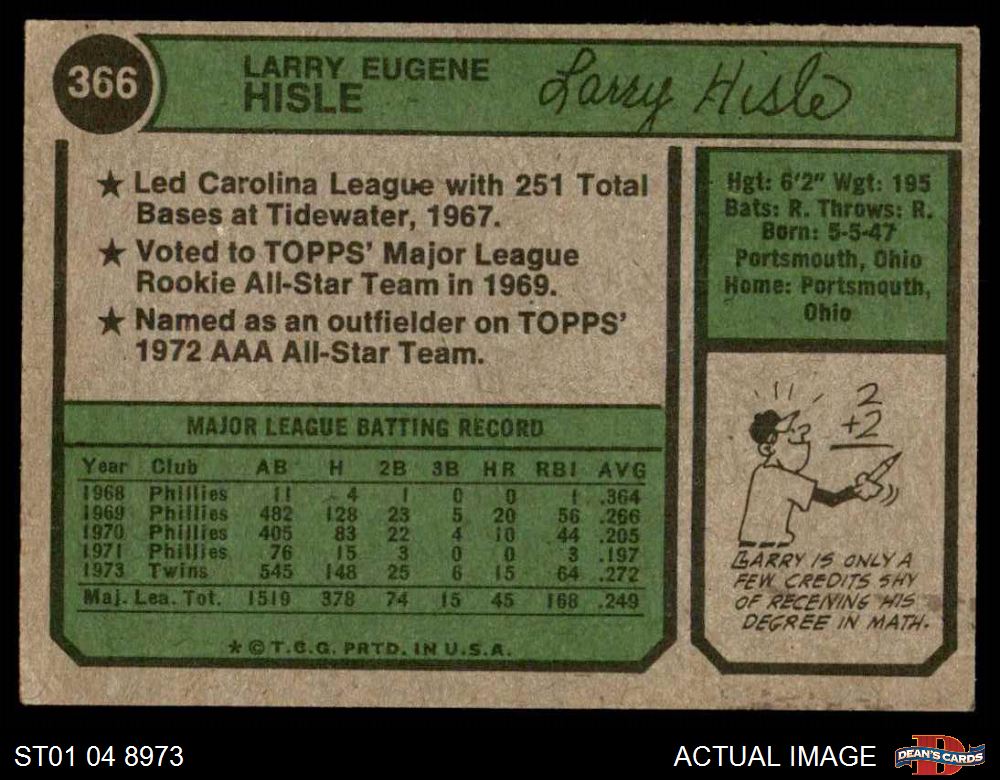 366
LARRY EUGENE
HISLE
Larry Hisle
★ Led Carolina League with 251 Total
Bases at Tidewater, 1967.
★ Voted to TOPPS' Major League
Rookie All-Star Team in 1969.
★ Named as an outfielder on TOPPS'
1972 AAA All-Star Team.
Hgt: 6'2" Wgt: 195
Bats: R. Throws: R.
Born: 5-5-47
Portsmouth, Ohio
Home: Portsmouth,
Ohio
MAJOR LEAGUE BATTING RECORD
Year Club AB H 2B 3B HR RBI AVG
1968 Phillies 11 4 1 0 0 1 .364
1969 Phillies 482 128 23 5 20 56 .266
1970 Phillies 405 83 22 4 10 44 .205
1971 Phillies 76 15 3 0 0 3 .197
1973 Twins 545 148 25 6 15 64 .272
Maj. Lea. Tot. 1519 378 74 15 45 168 .249
* © T.C.G. PRTD. IN U.S.A.
2
+2
LARRY IS ONLY A
FEW CREDITS SHY
OF RECEIVING HIS
DEGREE IN MATH.
ST01 04 8973
ACTUAL IMAGE
D
DEAN'S CARDS